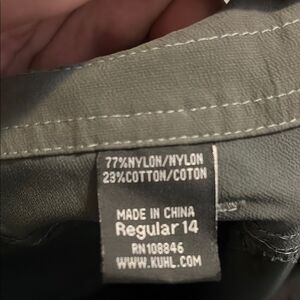 77%NYLON/NYLON
23%COTTON/COTON
MADE IN CHINA
Regular 14
RN108846
WWW.KUHL.COM